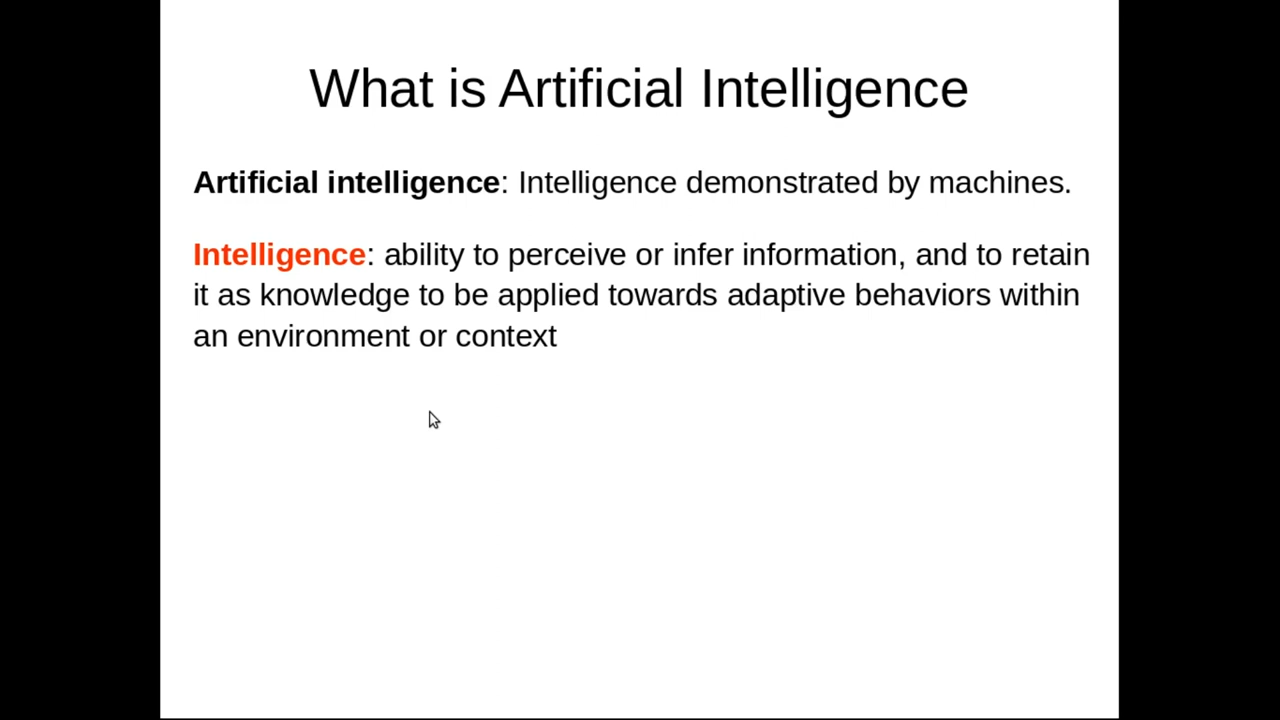 What is Artificial Intelligence
Artificial intelligence: Intelligence demonstrated by machines.
Intelligence: ability to perceive or infer information, and to retain
it as knowledge to be applied towards adaptive behaviors within
an environment or context